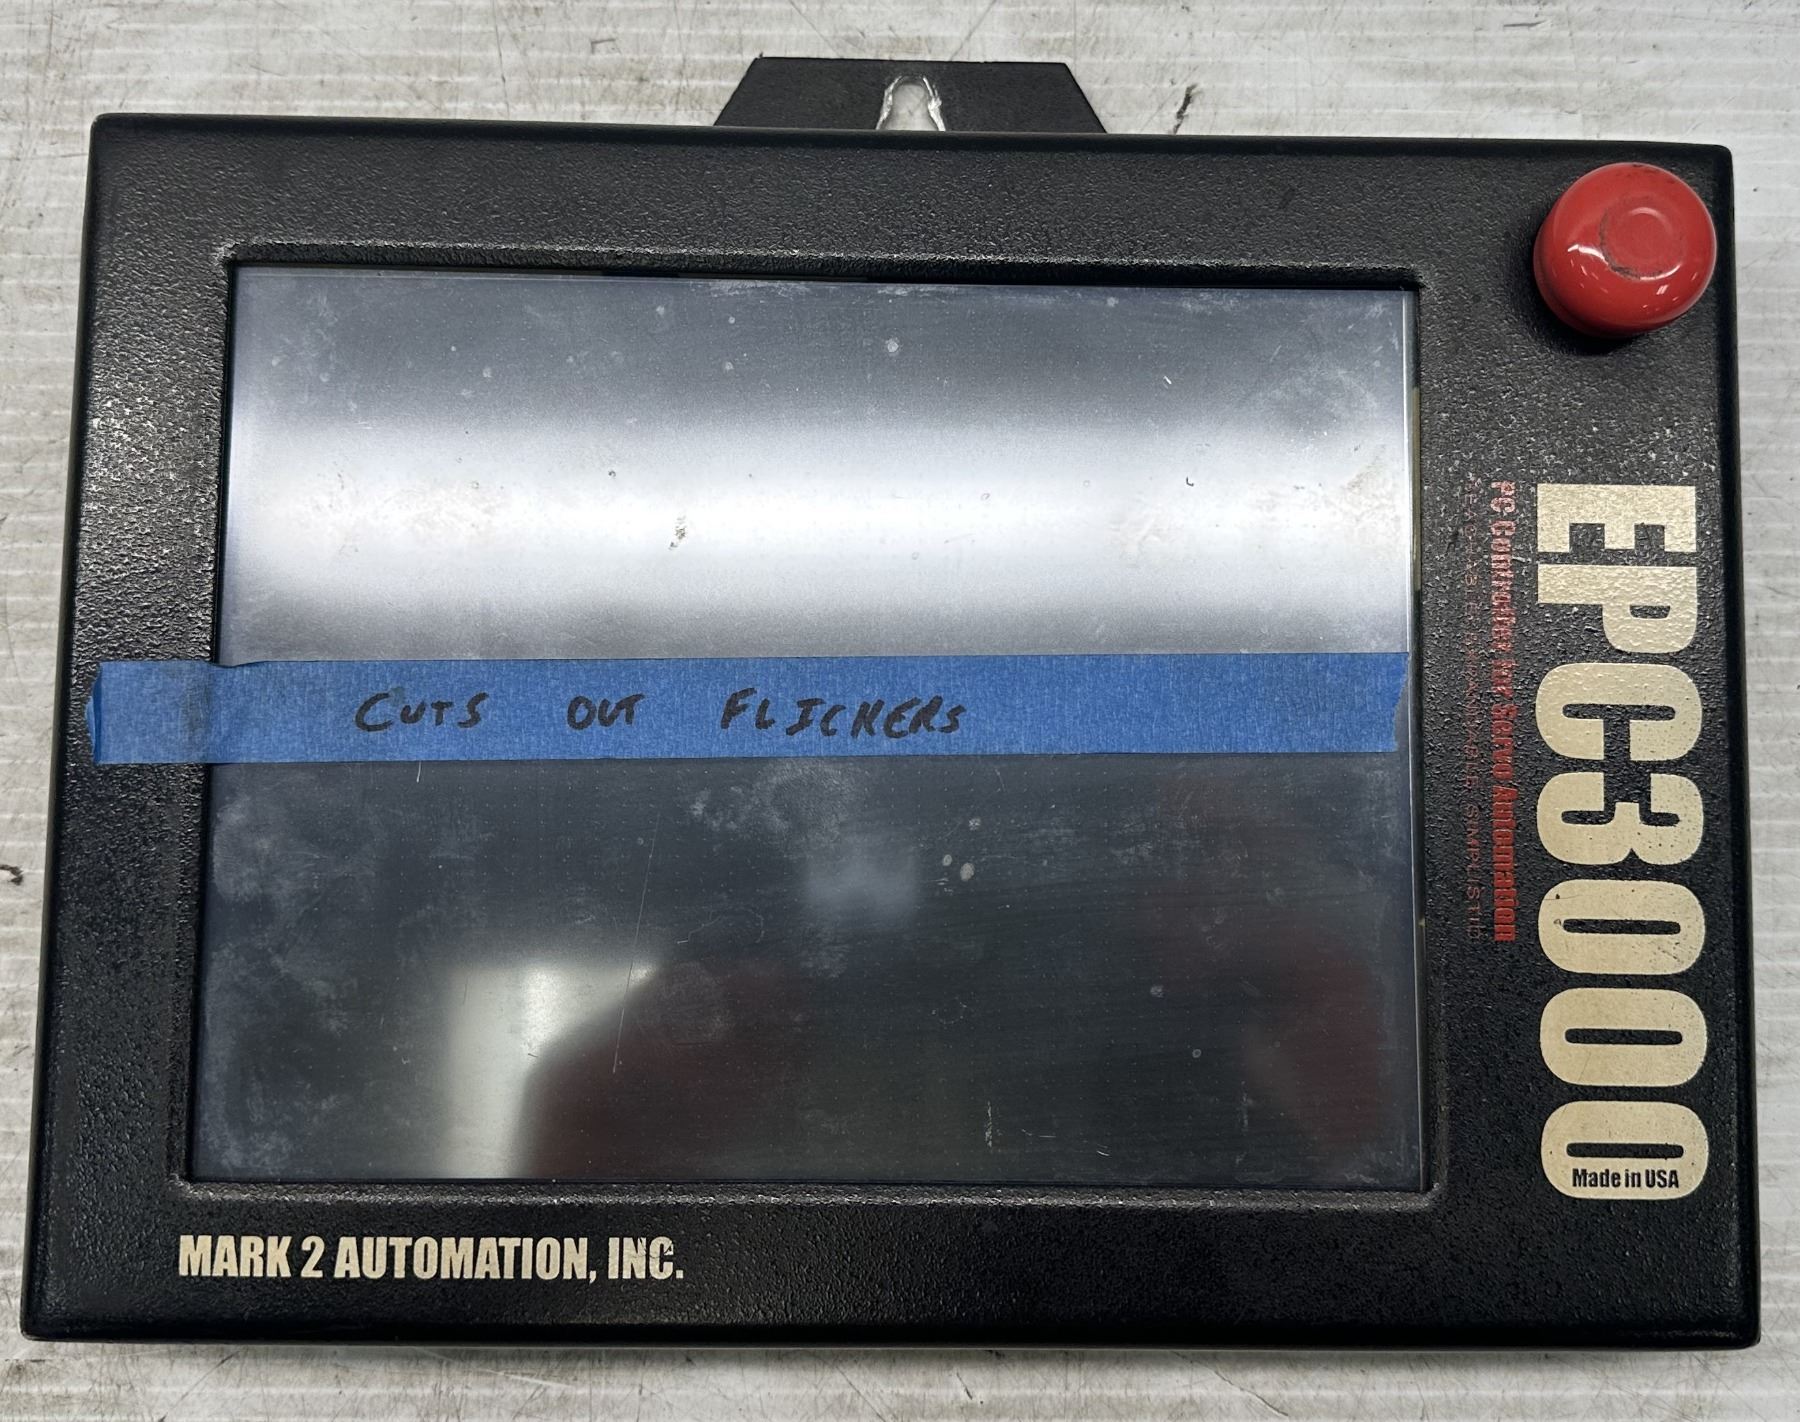 CUTS OUT FLICKERS
EPC3000
Made in USA
PC Controller for Servo Automation
MARK 2 AUTOMATION, INC.